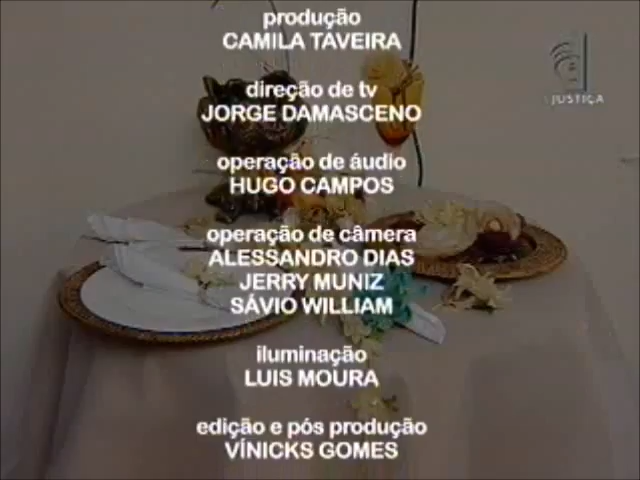 produção
CAMILA TAVEIRA
direção de tv
JORGE DAMASCENO
JUSTIÇA
operação de áudio
HUGO CAMPOS
operação de câmera
ALESSANDRO DIAS
JERRY MUNIZ
SÁVIO WILLIAM
iluminação
LUIS MOURA
edição e pós produção
VÍNICKS GOMES